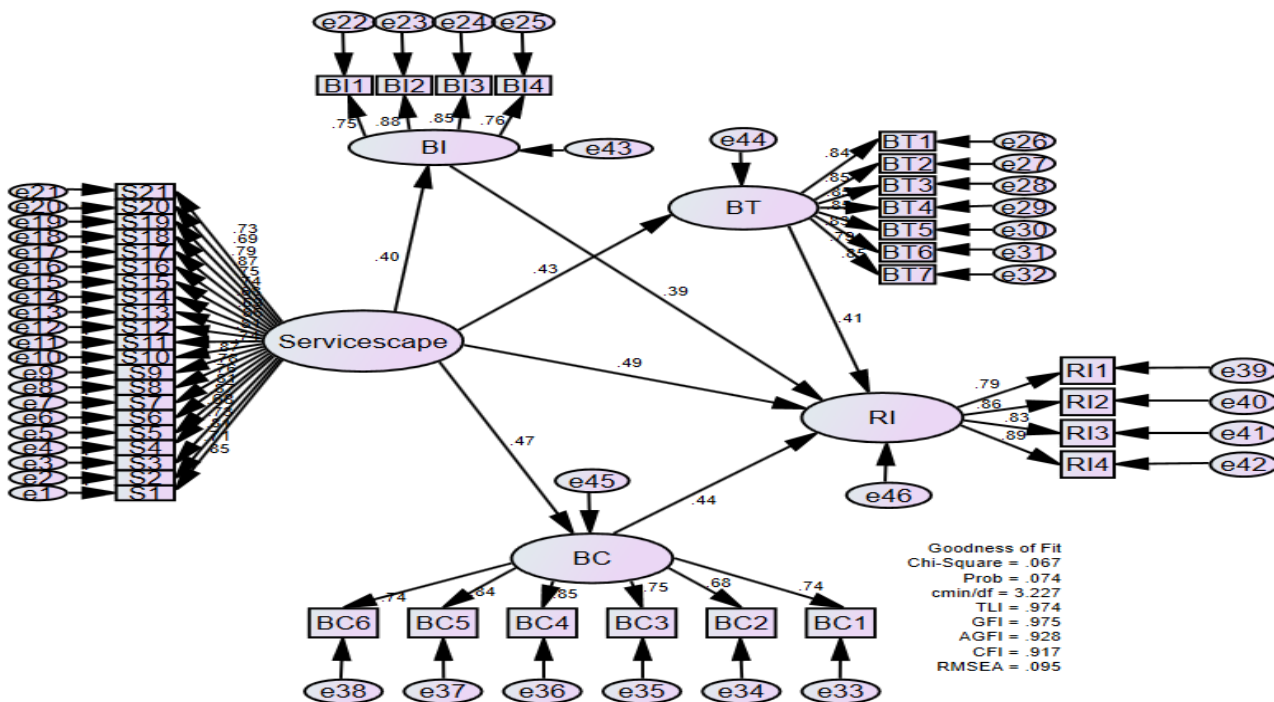 e22 e23 e24 e25
BI1 BI2 BI3 BI4
.75 .88 .85 .76
BI
e43
e44
BT
.84 .85 .83 .79 .85
BT1 e26
BT2 e27
BT3 e28
BT4 e29
BT5 e30
BT6 e31
BT7 e32
e21 S21
e20 S20
e19 S19
e18 S18
e17 S17
e16 S16
e15 S15
e14 S14
e13 S13
e12 S12
e11 S11
e10 S10
e9 S9
e8 S8
e7 S7
e6 S6
e5 S5
e4 S4
e3 S3
e2 S2
e1 S1
.73
.69
.79
.87
.75
.85
Servicescape
.40
.43
.39
.41
.49
.47
.44
RI
e46
.79 RI1 e39
.86 RI2 e40
.83 RI3 e41
.89 RI4 e42
e45
BC
.74 .84 .85 .75 .68 .74
BC6 BC5 BC4 BC3 BC2 BC1
e38 e37 e36 e35 e34 e33
Goodness of Fit
Chi-Square = .067
Prob = .074
cmin/df = 3.227
TLI = .974
GFI = .975
AGFI = .928
CFI = .917
RMSEA = .095